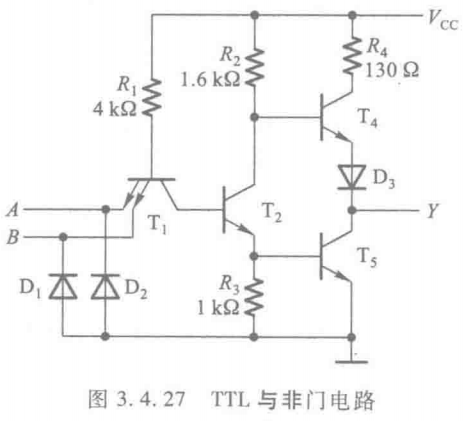 V_CC
R_1
4 kΩ
R_2
1.6 kΩ
R_4
130 Ω
T_4
D_3
A
T_1
T_2
Y
B
T_5
D_1
D_2
R_3
1 kΩ
图 3.4.27 TTL 与非门电路